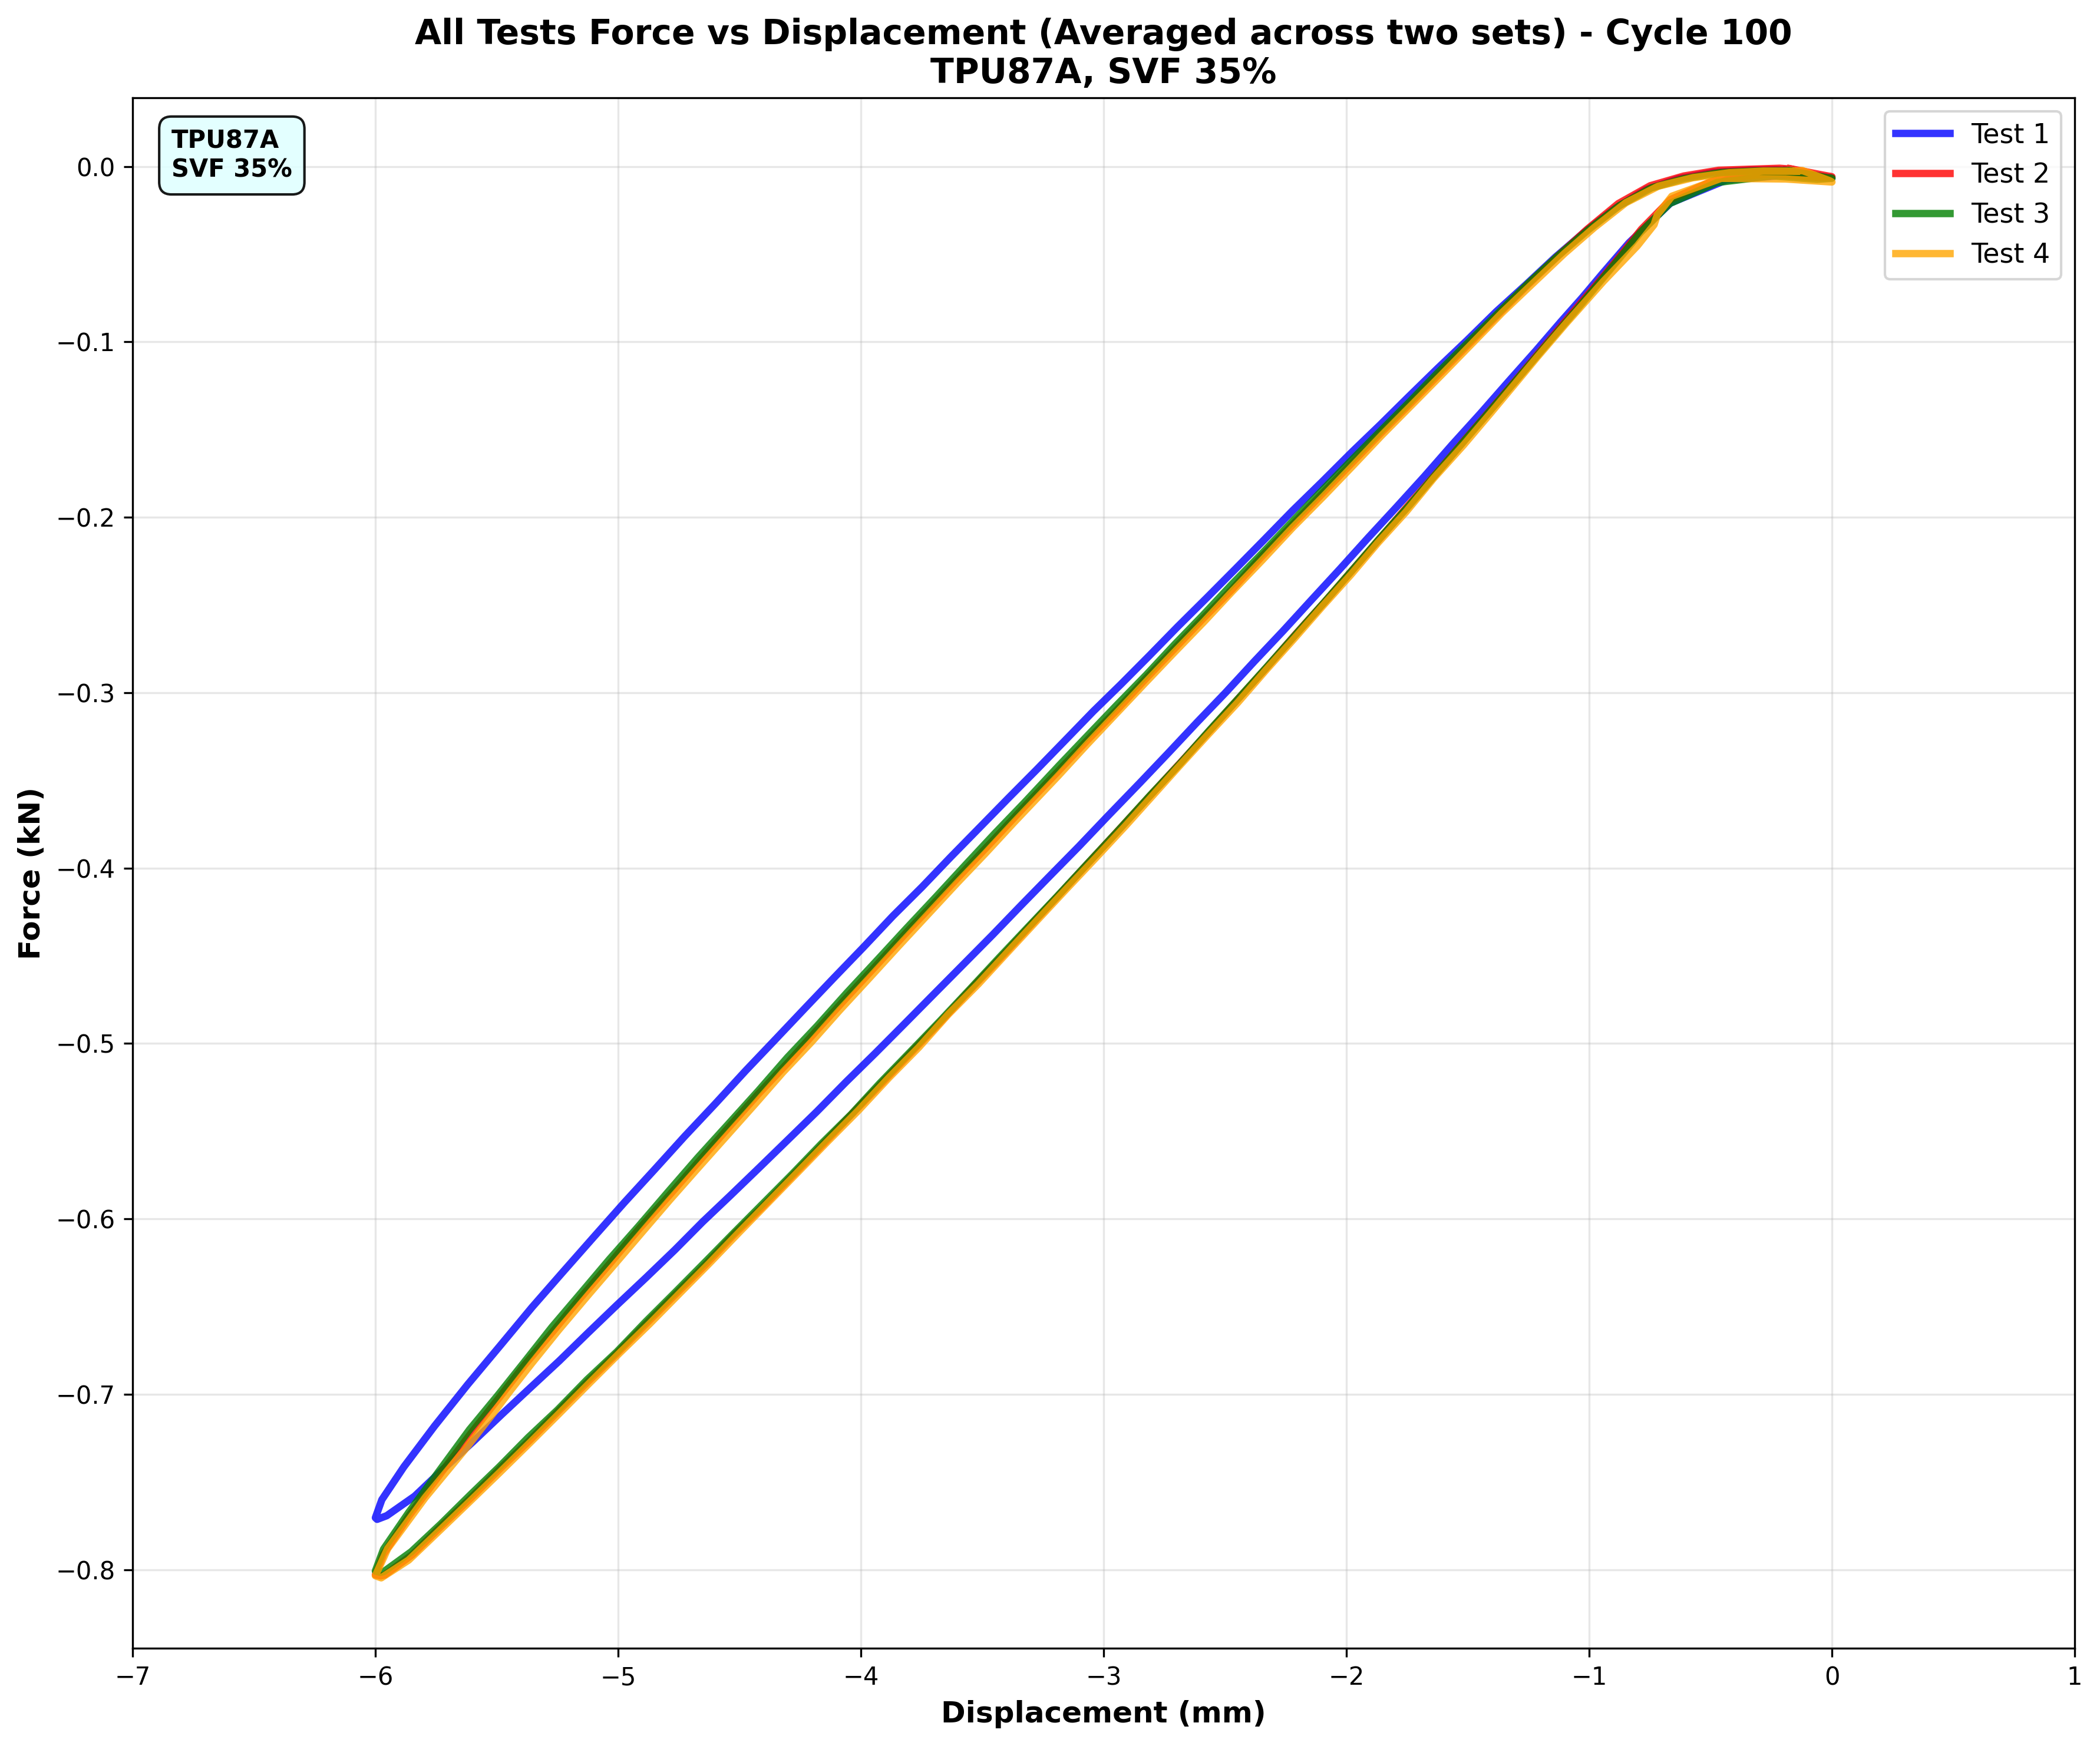 All Tests Force vs Displacement (Averaged across two sets) - Cycle 100
TPU87A, SVF 35%
TPU87A
SVF 35%
Test 1
Test 2
Test 3
Test 4
Force (kN)
0.0
−0.1
−0.2
−0.3
−0.4
−0.5
−0.6
−0.7
−0.8
−7
−6
−5
−4
−3
−2
−1
0
1
Displacement (mm)